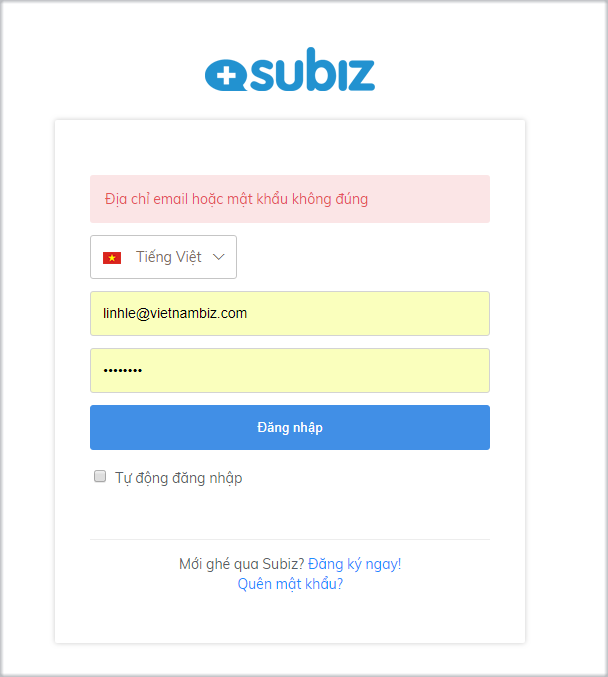 subiz
Địa chỉ email hoặc mật khẩu không đúng
Tiếng Việt
linhle@vietnambiz.com
••••••••
Đăng nhập
Tự động đăng nhập
Mới ghé qua Subiz? Đăng ký ngay!
Quên mật khẩu?